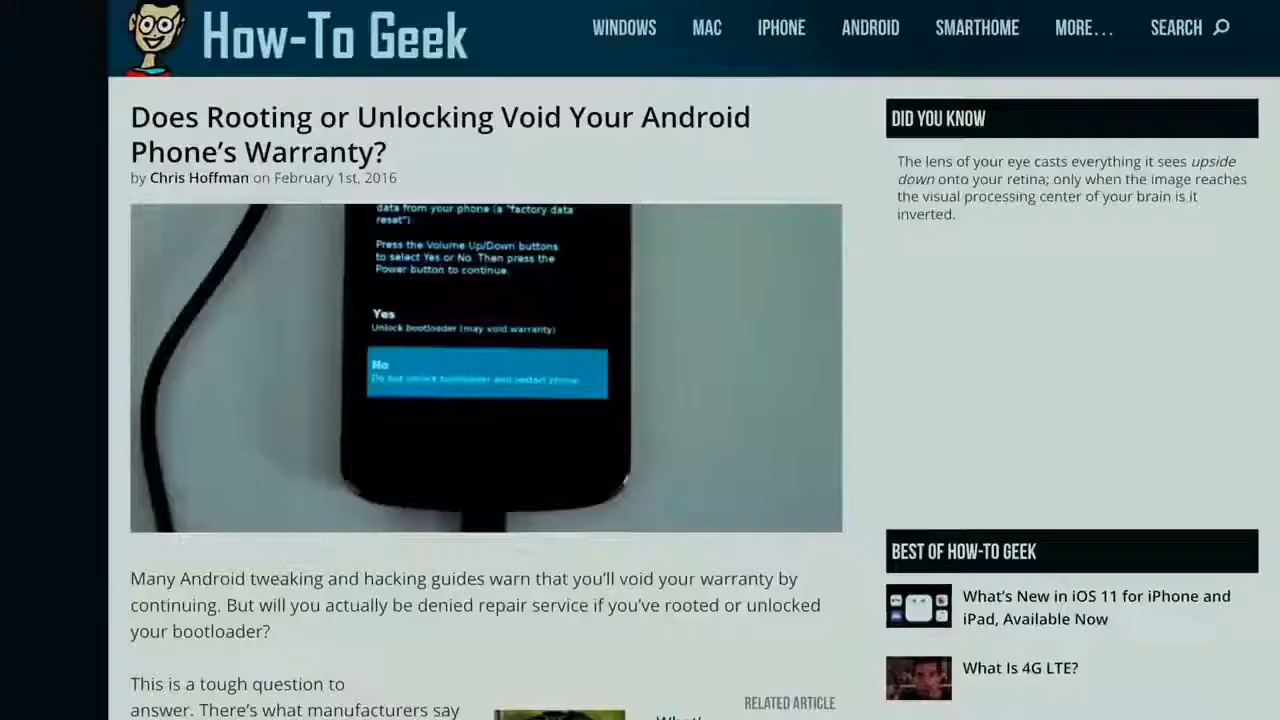 How-To Geek
WINDOWS MAC IPHONE ANDROID SMARTHOME MORE... SEARCH
Does Rooting or Unlocking Void Your Android
Phone's Warranty?
by Chris Hoffman on February 1st, 2016
data from your phone (a "factory data
reset").
Press the Volume Up/Down buttons
to select Yes or No. Then press the
Power button to continue.
Yes
Unlock bootloader (may void warranty)
No
Do not unlock bootloader and restart phone.
Many Android tweaking and hacking guides warn that you'll void your warranty by
continuing. But will you actually be denied repair service if you've rooted or unlocked
your bootloader?
This is a tough question to
answer. There's what manufacturers say
RELATED ARTICLE
DID YOU KNOW
The lens of your eye casts everything it sees upside
down onto your retina; only when the image reaches
the visual processing center of your brain is it
inverted.
BEST OF HOW-TO GEEK
What's New in iOS 11 for iPhone and
iPad, Available Now
What Is 4G LTE?